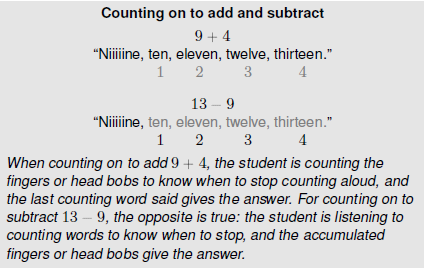 Counting on to add and subtract
9 + 4
“Niiiiine, ten, eleven, twelve, thirteen.”
1 2 3 4
13 − 9
“Niiiiine, ten, eleven, twelve, thirteen.”
1 2 3 4
When counting on to add 9 + 4, the student is counting the
fingers or head bobs to know when to stop counting aloud, and
the last counting word said gives the answer. For counting on to
subtract 13 − 9, the opposite is true: the student is listening to
counting words to know when to stop, and the accumulated
fingers or head bobs give the answer.